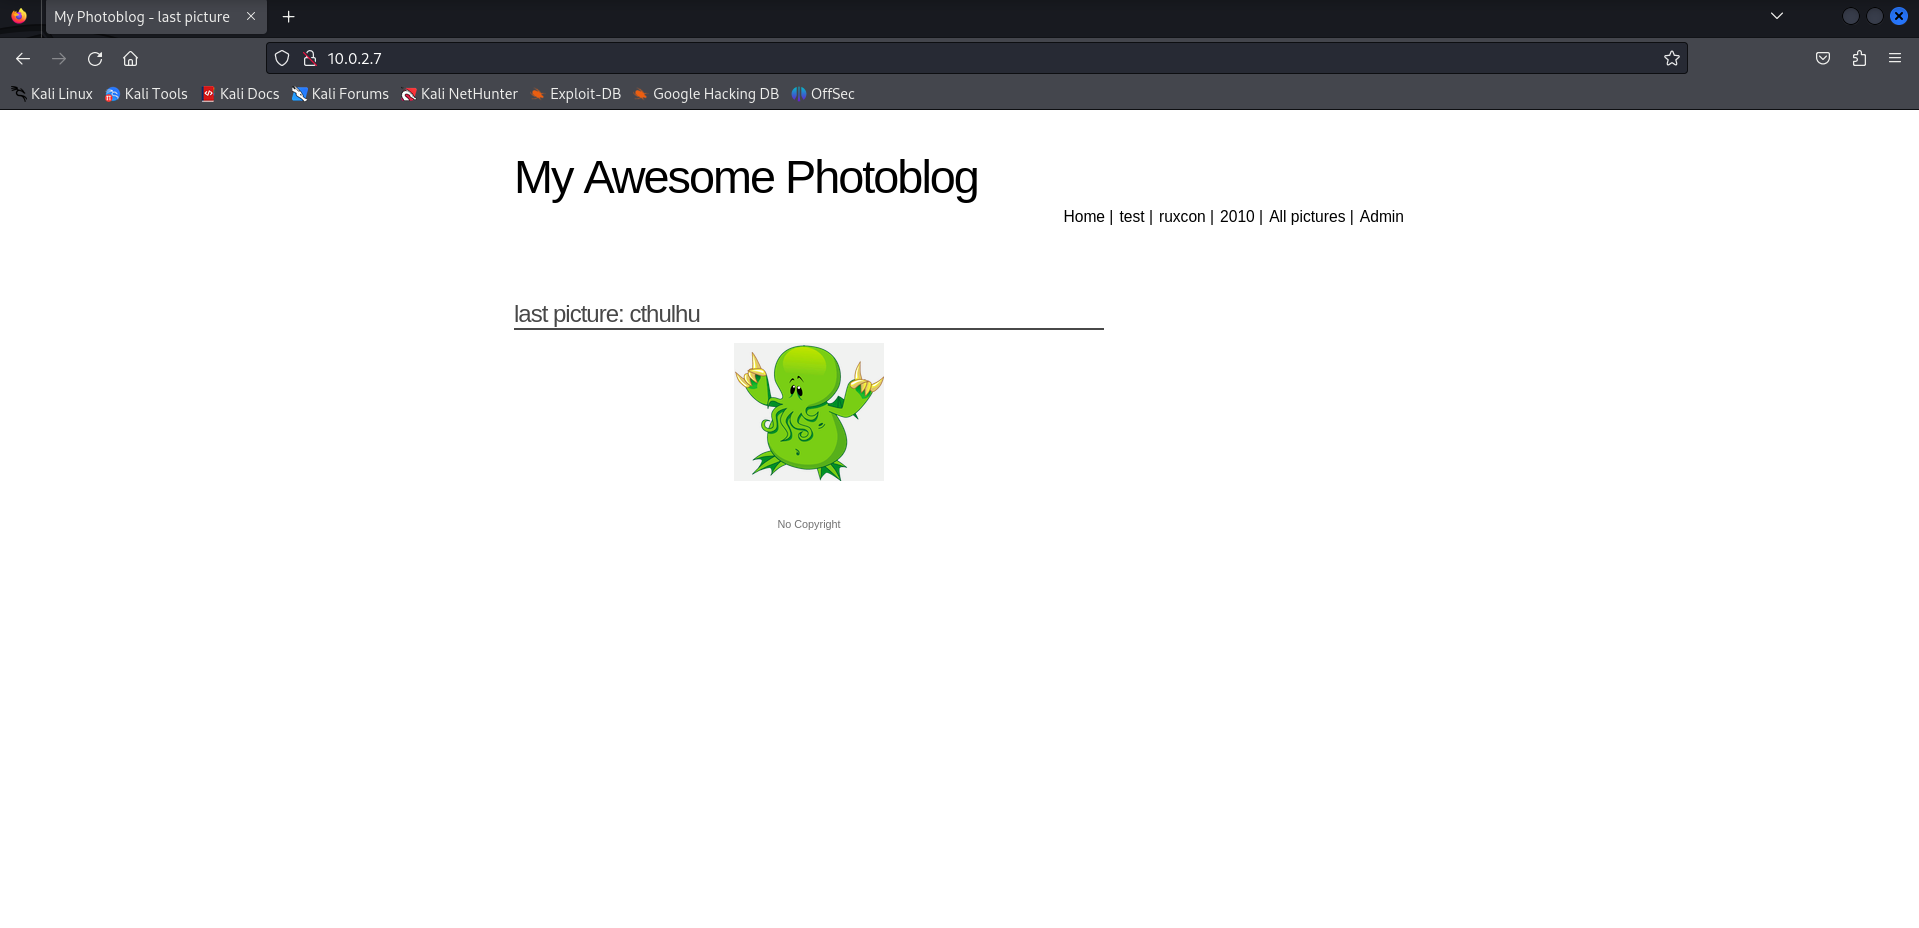 My Photoblog - last picture
10.0.2.7
Kali Linux Kali Tools Kali Docs Kali Forums Kali NetHunter Exploit-DB Google Hacking DB OffSec
My Awesome Photoblog
Home | test | ruxcon | 2010 | All pictures | Admin
last picture: cthulhu
No Copyright